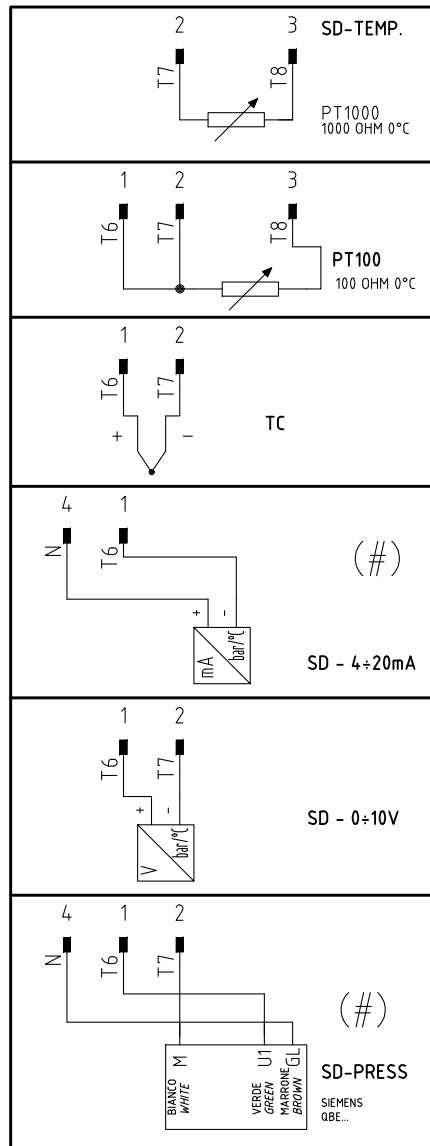 2 3 SD-TEMP.
T7 T8
PT1000
1000 OHM 0°C
1 2 3
T6 T7 T8
PT100
100 OHM 0°C
1 2
T6 T7
+ -
TC
4 1
N T6
(#)
+ -
mA bar/°C
SD - 4÷20mA
1 2
T6 T7
+ -
V bar/°C
SD - 0÷10V
4 1 2
N T6 T7
(#)
M U1 GL
BIANCO
WHITE
VERDE
GREEN
MARRONE
BROWN
SD-PRESS
SIEMENS
QBE...